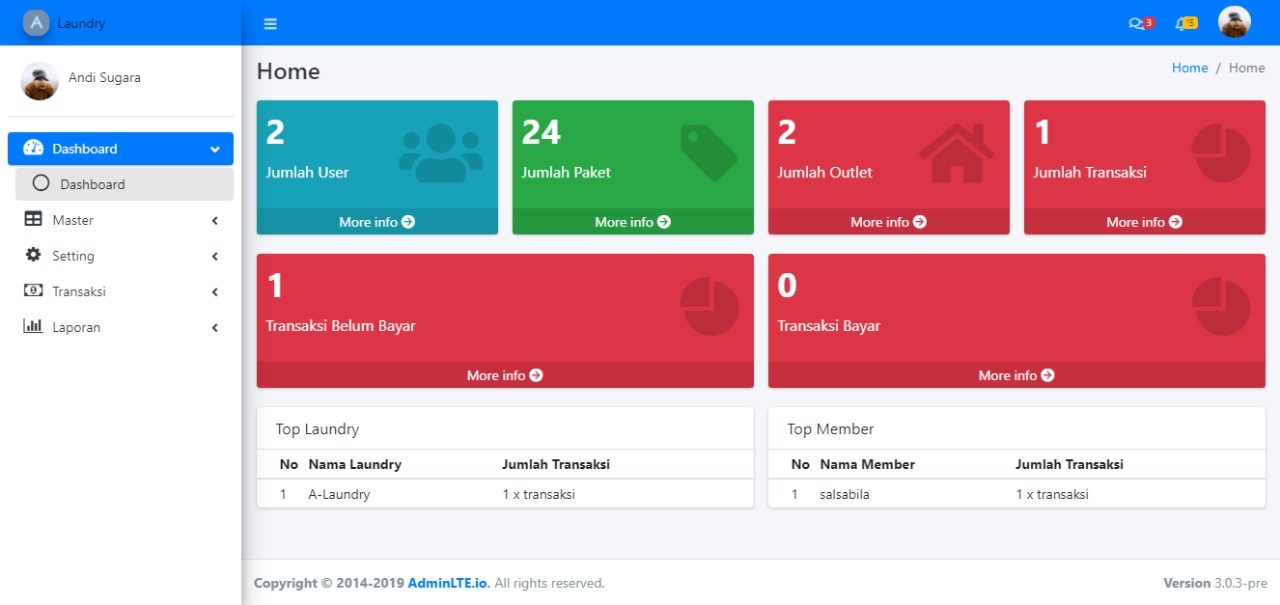 A Laundry
3
15
Andi Sugara
Dashboard
Dashboard
Master
Setting
Transaksi
Laporan
Home
Home / Home
2
Jumlah User
More info
24
Jumlah Paket
More info
2
Jumlah Outlet
More info
1
Jumlah Transaksi
More info
1
Transaksi Belum Bayar
More info
0
Transaksi Bayar
More info
Top Laundry
No Nama Laundry Jumlah Transaksi
1 A-Laundry 1 x transaksi
Top Member
No Nama Member Jumlah Transaksi
1 salsabila 1 x transaksi
Copyright © 2014-2019 AdminLTE.io. All rights reserved.
Version 3.0.3-pre